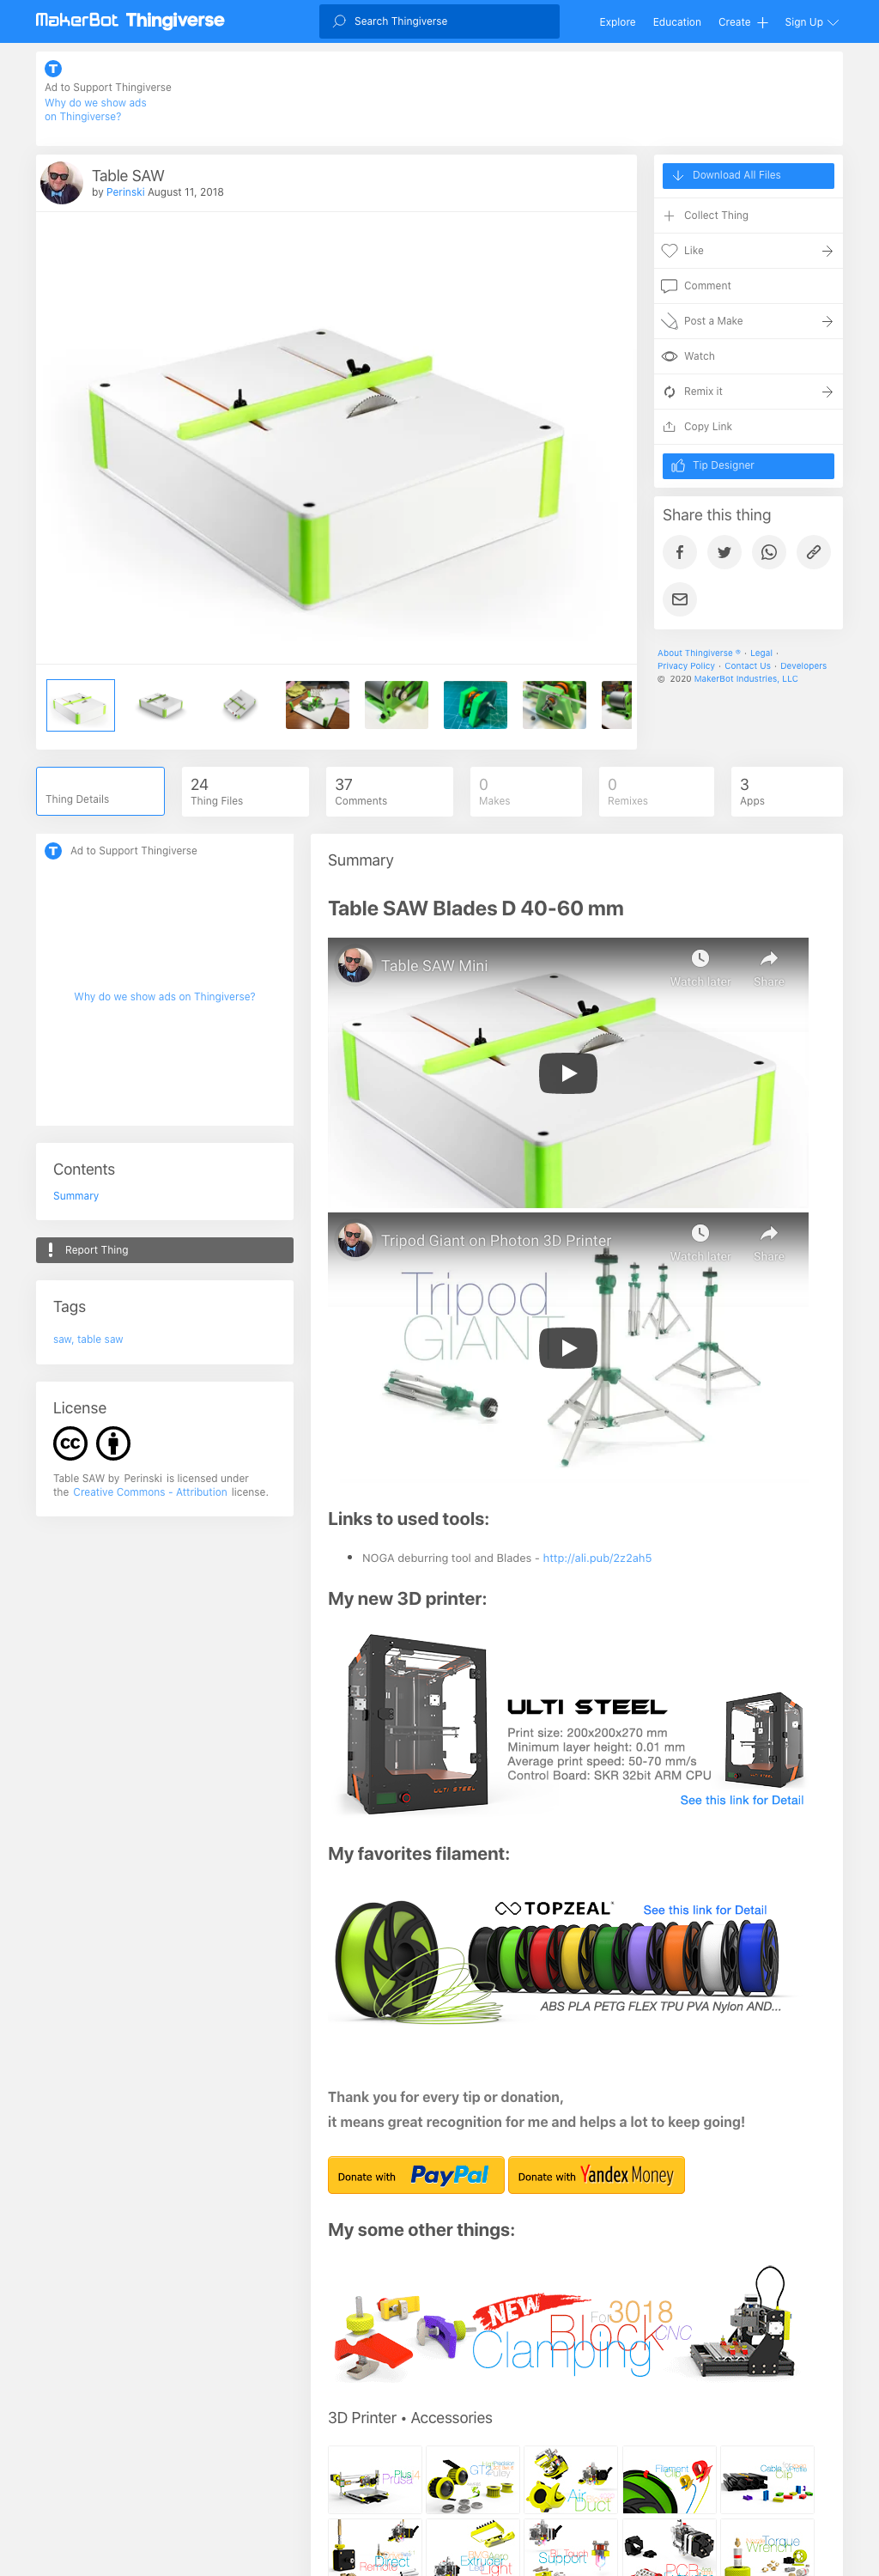 MakerBot Thingiverse
Search Thingiverse
Explore
Education
Create
Sign Up
Ad to Support Thingiverse
Why do we show ads
on Thingiverse?
Table SAW
by Perinski August 11, 2018
Download All Files
Collect Thing
Like
Comment
Post a Make
Watch
Remix it
Copy Link
Tip Designer
Share this thing
About Thingiverse ® · Legal ·
Privacy Policy · Contact Us · Developers
© 2020 MakerBot Industries, LLC
Thing Details
24
Thing Files
37
Comments
0
Makes
0
Remixes
3
Apps
Ad to Support Thingiverse
Why do we show ads on Thingiverse?
Contents
Summary
Report Thing
Tags
saw, table saw
License
Table SAW by Perinski is licensed under
the Creative Commons - Attribution license.
Summary
Table SAW Blades D 40-60 mm
Table SAW Mini
Watch later
Share
Tripod Giant on Photon 3D Printer
Watch later
Share
Tripod
GIANT
Links to used tools:
• NOGA deburring tool and Blades - http://ali.pub/2z2ah5
My new 3D printer:
ULTI STEEL
ULTI STEEL
Print size: 200x200x270 mm
Minimum layer height: 0.01 mm
Average print speed: 50-70 mm/s
Control Board: SKR 32bit ARM CPU
See this link for Detail
My favorites filament:
TOPZEAL
See this link for Detail
ABS PLA PETG FLEX TPU PVA Nylon AND...
Thank you for every tip or donation,
it means great recognition for me and helps a lot to keep going!
Donate with PayPal
Donate with Yandex Money
My some other things:
NEW
For 3018
Block CNC
Clamping
3D Printer • Accessories
Plus 4
Prusa
GT2
Air
Duct
Filament
Clip
Cable
Clip
Direct
Remote
Extruder
Light
Touch
Support
PCB
Torque
Wrench